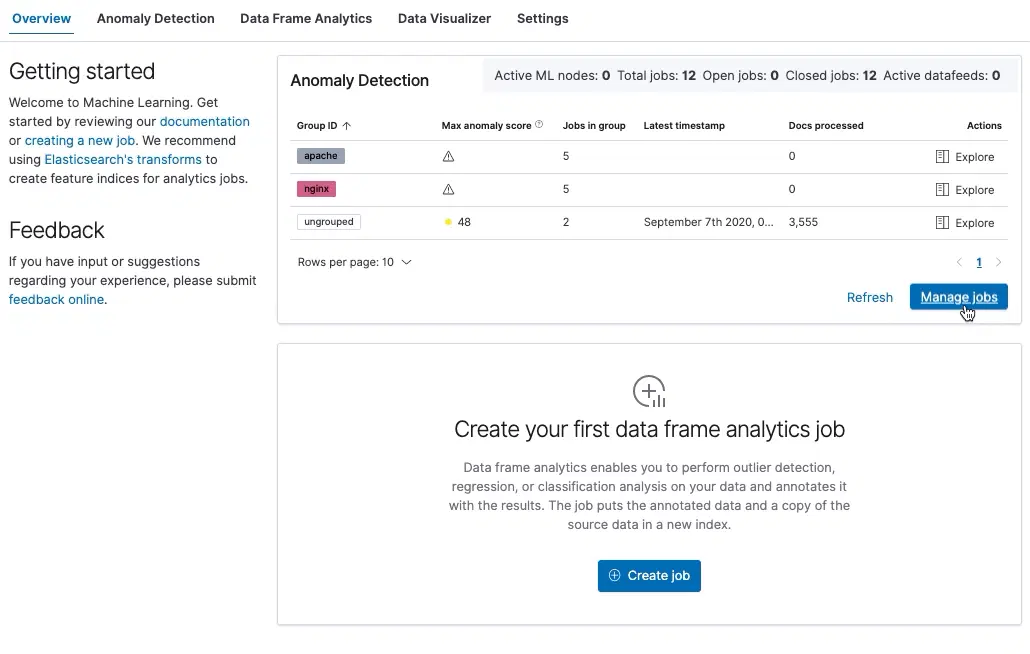 Overview Anomaly Detection Data Frame Analytics Data Visualizer Settings
Getting started
Welcome to Machine Learning. Get
started by reviewing our documentation
or creating a new job. We recommend
using Elasticsearch's transforms to
create feature indices for analytics jobs.
Feedback
If you have input or suggestions
regarding your experience, please submit
feedback online.
Anomaly Detection
Active ML nodes: 0 Total jobs: 12 Open jobs: 0 Closed jobs: 12 Active datafeeds: 0
Group ID Max anomaly score Jobs in group Latest timestamp Docs processed Actions
apache 5 0 Explore
nginx 5 0 Explore
ungrouped 48 2 September 7th 2020, 0... 3,555 Explore
Rows per page: 10 1
Refresh Manage jobs
Create your first data frame analytics job
Data frame analytics enables you to perform outlier detection,
regression, or classification analysis on your data and annotates it
with the results. The job puts the annotated data and a copy of the
source data in a new index.
Create job